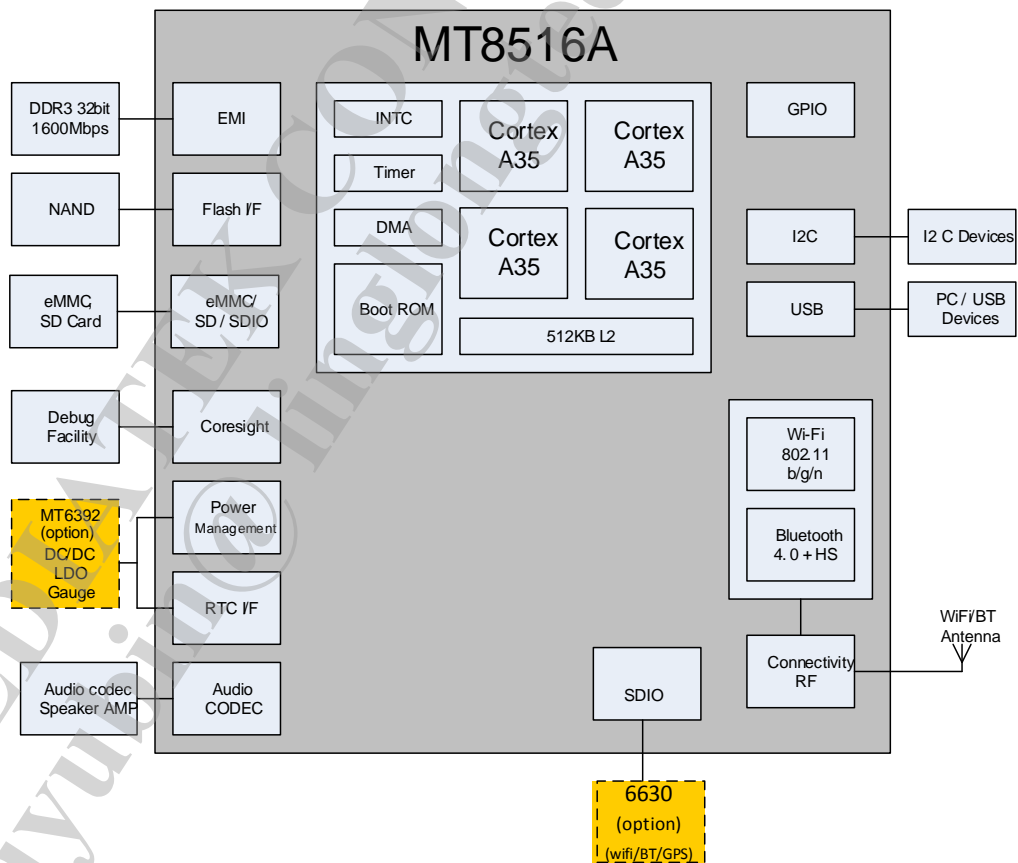 MT8516A
DDR3 32bit
1600Mbps
EMI
NAND
Flash I/F
eMMC,
SD Card
eMMC/
SD / SDIO
Debug
Facility
Coresight
MT6392
(option)
DC/DC
LDO
Gauge
Power
Management
RTC I/F
Audio codec
Speaker AMP
Audio
CODEC
INTC
Timer
DMA
Boot ROM
Cortex
A35
Cortex
A35
Cortex
A35
Cortex
A35
512KB L2
GPIO
I2C
I2 C Devices
USB
PC / USB
Devices
Wi-Fi
802.11
b/g/n
Bluetooth
4.0 + HS
Connectivity
RF
WiFi/BT
Antenna
SDIO
6630
(option)
(wifi/BT/GPS)